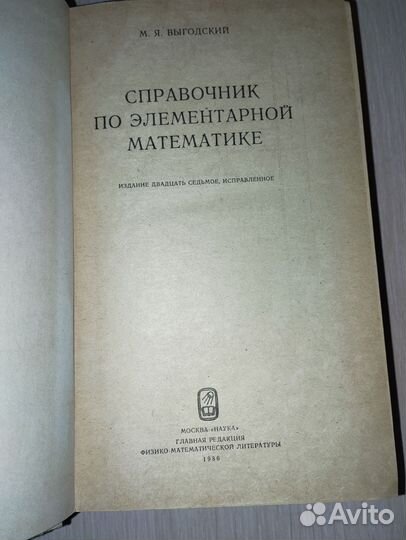 М. Я. ВЫГОДСКИЙ
СПРАВОЧНИК
ПО ЭЛЕМЕНТАРНОЙ
МАТЕМАТИКЕ
ИЗДАНИЕ ДВАДЦАТЬ СЕДЬМОЕ, ИСПРАВЛЕННОЕ
МОСКВА «НАУКА»
ГЛАВНАЯ РЕДАКЦИЯ
ФИЗИКО-МАТЕМАТИЧЕСКОЙ ЛИТЕРАТУРЫ
1986
Avito